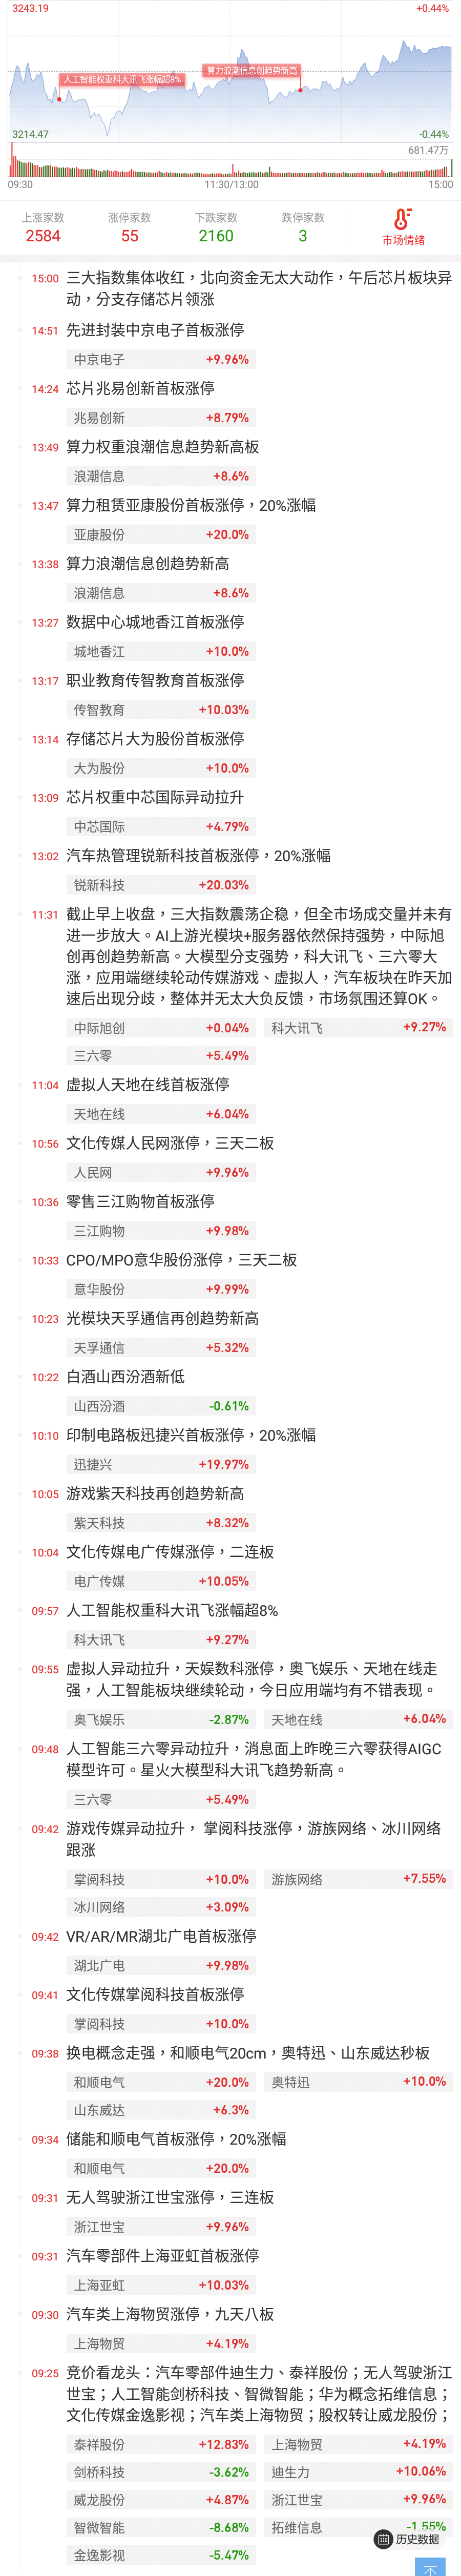 3243.19 +0.44%
人工智能权重科大讯飞涨幅超8%
算力浪潮信息创趋势新高
3214.47 -0.44%
681.47万
09:30 11:30/13:00 15:00
上涨家数 涨停家数 下跌家数 跌停家数
2584 55 2160 3
市场情绪
15:00 三大指数集体收红，北向资金无太大动作，午后芯片板块异
动，分支存储芯片领涨
14:51 先进封装中京电子首板涨停
中京电子 +9.96%
14:24 芯片兆易创新首板涨停
兆易创新 +8.79%
13:49 算力权重浪潮信息趋势新高板
浪潮信息 +8.6%
13:47 算力租赁亚康股份首板涨停，20%涨幅
亚康股份 +20.0%
13:38 算力浪潮信息创趋势新高
浪潮信息 +8.6%
13:27 数据中心城地香江首板涨停
城地香江 +10.0%
13:17 职业教育传智教育首板涨停
传智教育 +10.03%
13:14 存储芯片大为股份首板涨停
大为股份 +10.0%
13:09 芯片权重中芯国际异动拉升
中芯国际 +4.79%
13:02 汽车热管理锐新科技首板涨停，20%涨幅
锐新科技 +20.03%
11:31 截止早上收盘，三大指数震荡企稳，但全市场成交量并未有
进一步放大。AI上游光模块+服务器依然保持强势，中际旭
创再创趋势新高。大模型分支强势，科大讯飞、三六零大
涨，应用端继续轮动传媒游戏、虚拟人，汽车板块在昨天加
速后出现分歧，整体并无太大负反馈，市场氛围还算OK。
中际旭创 +0.04% 科大讯飞 +9.27%
三六零 +5.49%
11:04 虚拟人天地在线首板涨停
天地在线 +6.04%
10:56 文化传媒人民网涨停，三天二板
人民网 +9.96%
10:36 零售三江购物首板涨停
三江购物 +9.98%
10:33 CPO/MPO意华股份涨停，三天二板
意华股份 +9.99%
10:23 光模块天孚通信再创趋势新高
天孚通信 +5.32%
10:22 白酒山西汾酒新低
山西汾酒 -0.61%
10:10 印制电路板迅捷兴首板涨停，20%涨幅
迅捷兴 +19.97%
10:05 游戏紫天科技再创趋势新高
紫天科技 +8.32%
10:04 文化传媒电广传媒涨停，二连板
电广传媒 +10.05%
09:57 人工智能权重科大讯飞涨幅超8%
科大讯飞 +9.27%
09:55 虚拟人异动拉升，天娱数科涨停，奥飞娱乐、天地在线走
强，人工智能板块继续轮动，今日应用端均有不错表现。
奥飞娱乐 -2.87% 天地在线 +6.04%
09:48 人工智能三六零异动拉升，消息面上昨晚三六零获得AIGC
模型许可。星火大模型科大讯飞趋势新高。
三六零 +5.49%
09:42 游戏传媒异动拉升， 掌阅科技涨停，游族网络、冰川网络
跟涨
掌阅科技 +10.0% 游族网络 +7.55%
冰川网络 +3.09%
09:42 VR/AR/MR湖北广电首板涨停
湖北广电 +9.98%
09:41 文化传媒掌阅科技首板涨停
掌阅科技 +10.0%
09:38 换电概念走强，和顺电气20cm，奥特迅、山东威达秒板
和顺电气 +20.0% 奥特迅 +10.0%
山东威达 +6.3%
09:34 储能和顺电气首板涨停，20%涨幅
和顺电气 +20.0%
09:31 无人驾驶浙江世宝涨停，三连板
浙江世宝 +9.96%
09:31 汽车零部件上海亚虹首板涨停
上海亚虹 +10.03%
09:30 汽车类上海物贸涨停，九天八板
上海物贸 +4.19%
09:25 竞价看龙头：汽车零部件迪生力、泰祥股份；无人驾驶浙江
世宝；人工智能剑桥科技、智微智能；华为概念拓维信息；
文化传媒金逸影视；汽车类上海物贸；股权转让威龙股份；
泰祥股份 +12.83% 上海物贸 +4.19%
剑桥科技 -3.62% 迪生力 +10.06%
威龙股份 +4.87% 浙江世宝 +9.96%
智微智能 -8.68% 拓维信息 -1.55%
历史数据
金逸影视 -5.47%